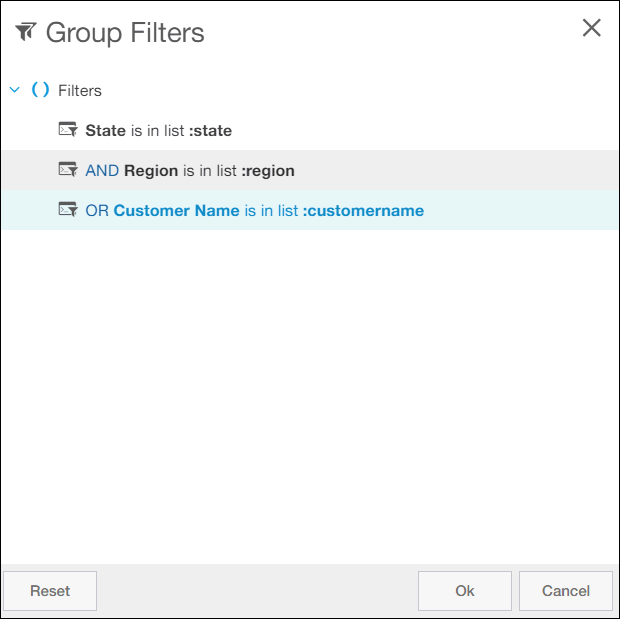 Group Filters
( ) Filters
State is in list :state
AND Region is in list :region
OR Customer Name is in list :customername
Reset Ok Cancel